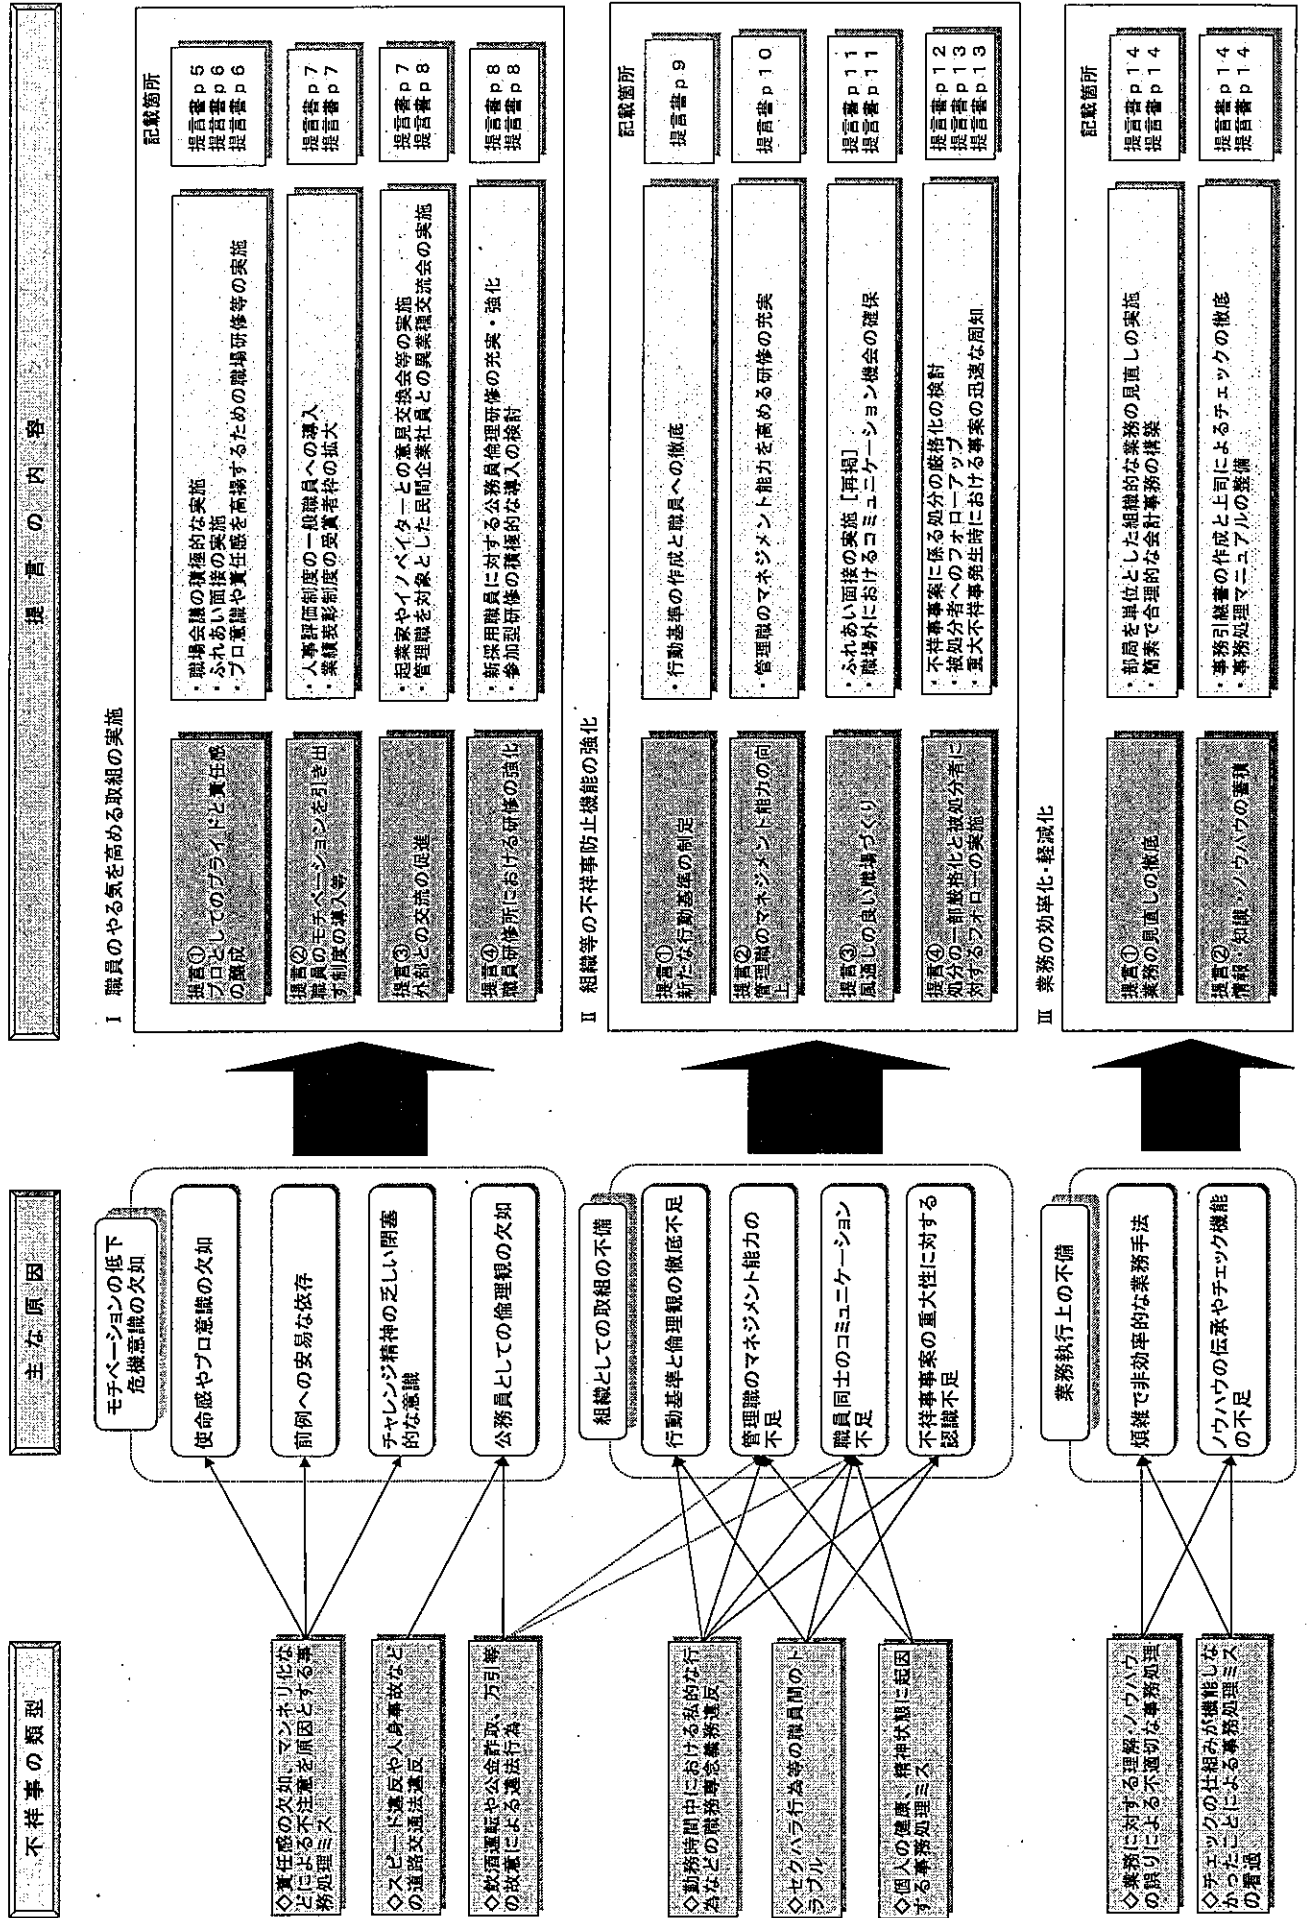 不祥事の類型
主な原因
提言の内容
◇責任感の欠如、マンネリ化な
どによる不注意を原因とする事
務処理ミス
◇スピード違反や人身事故など
の道路交通法違反
◇飲酒運転や公金詐取、万引等
の故意による違法行為
モチベーションの低下
危機意識の欠如
使命感やプロ意識の欠如
前例への安易な依存
チャレンジ精神の乏しい閉塞
的な意識
公務員としての倫理観の欠如
Ⅰ 職員のやる気を高める取組の実施
記載箇所
提言①
プロとしてのプライドと責任感
の醸成
・職場会議の積極的な実施
・ふれあい面接の実施
・プロ意識や責任感を高揚するための職場研修等の実施
提言書p5
提言書p6
提言書p6
提言②
職員のモチベーションを引き出
す制度の導入等
・人事評価制度の一般職員への導入
・業績表彰制度の受賞者枠の拡大
提言書p7
提言書p7
提言③
外部との交流の促進
・起業家やイノベイターとの意見交換会等の実施
・管理職を対象とした民間企業社員との異業種交流会の実施
提言書p7
提言書p8
提言④
職員研修所における研修の強化
・新採用職員に対する公務員倫理研修の充実・強化
・参加型研修の積極的な導入の検討
提言書p8
提言書p8
◇勤務時間中における私的な行
為などの職務専念義務違反
◇セクハラ行為等の職員間のト
ラブル
◇個人の健康、精神状態に起因
する事務処理ミス
組織としての取組の不備
行動基準と倫理観の徹底不足
管理職のマネジメント能力の
不足
職員同士のコミュニケーション
不足
不祥事事案の重大性に対する
認識不足
Ⅱ 組織等の不祥事防止機能の強化
記載箇所
提言①
新たな行動基準の制定
・行動基準の作成と職員への徹底
提言書p9
提言②
管理職のマネジメント能力の向
上
・管理職のマネジメント能力を高める研修の充実
提言書p10
提言③
風通しの良い職場づくり
・ふれあい面接の実施［再掲］
・職場外におけるコミュニケーション機会の確保
提言書p11
提言書p11
提言④
処分の一部厳格化と被処分者に
対するフォローの実施
・不祥事事案に係る処分の厳格化の検討
・被処分者へのフォローアップ
・重大不祥事発生時における事案の迅速な周知
提言書p12
提言書p13
提言書p13
◇業務に対する理解・ノウハウ
の誤りによる不適切な事務処理
◇チェックの仕組みが機能しな
かったことによる事務処理ミス
の看過
業務執行上の不備
煩雑で非効率的な業務手法
ノウハウの伝承やチェック機能
の不足
Ⅲ 業務の効率化・軽減化
記載箇所
提言①
業務の見直しの徹底
・部局を単位とした組織的な業務の見直しの実施
・簡素で合理的な会計事務の構築
提言書p14
提言書p14
提言②
情報・知識・ノウハウの蓄積
・事務引継書の作成と上司によるチェックの徹底
・事務処理マニュアルの整備
提言書p14
提言書p14